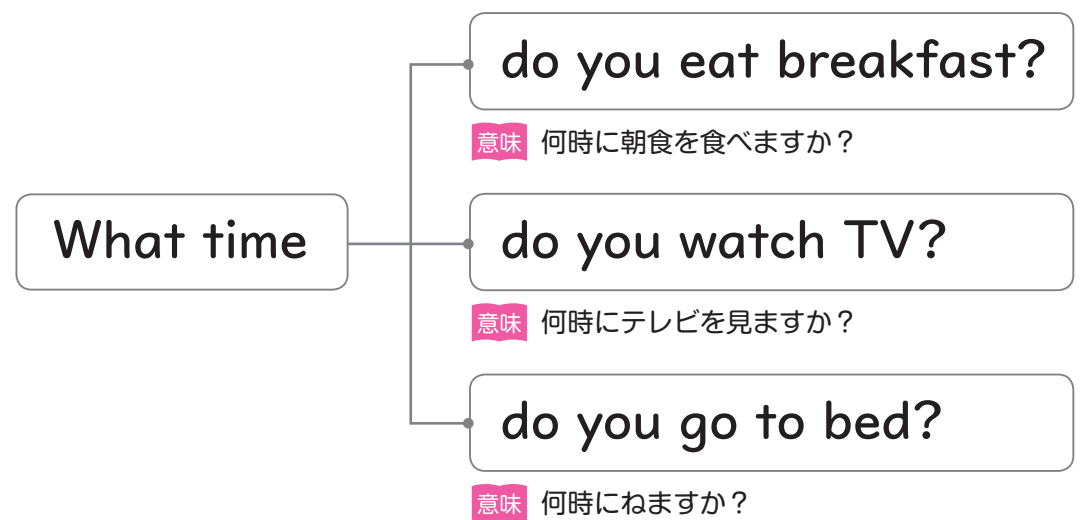 What time
do you eat breakfast?
意味 何時に朝食を食べますか?
do you watch TV?
意味 何時にテレビを見ますか?
do you go to bed?
意味 何時にねますか?